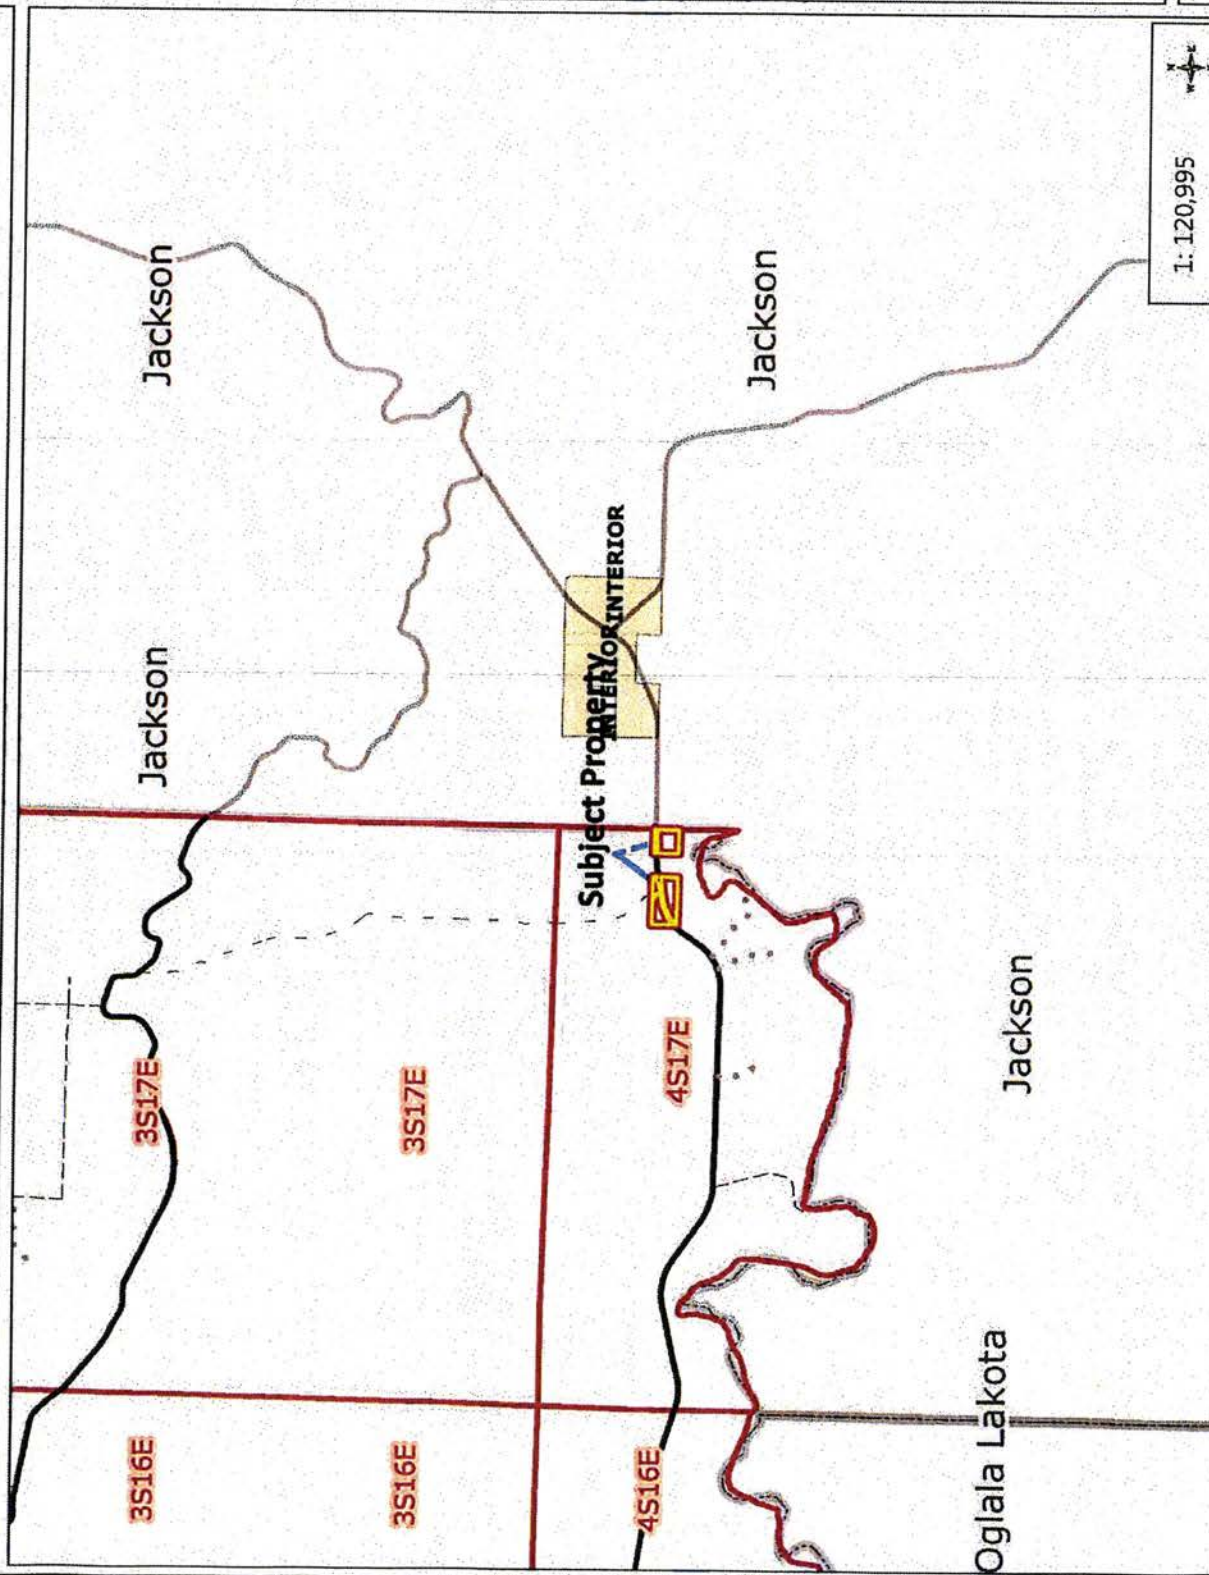 Jackson
Jackson
3S17E
3S16E
3S17E
3S16E
INTERIOR
INTERIOR
Subject Property
Jackson
4S17E
4S16E
Jackson
Oglala Lakota
1: 120,995
N
W
E